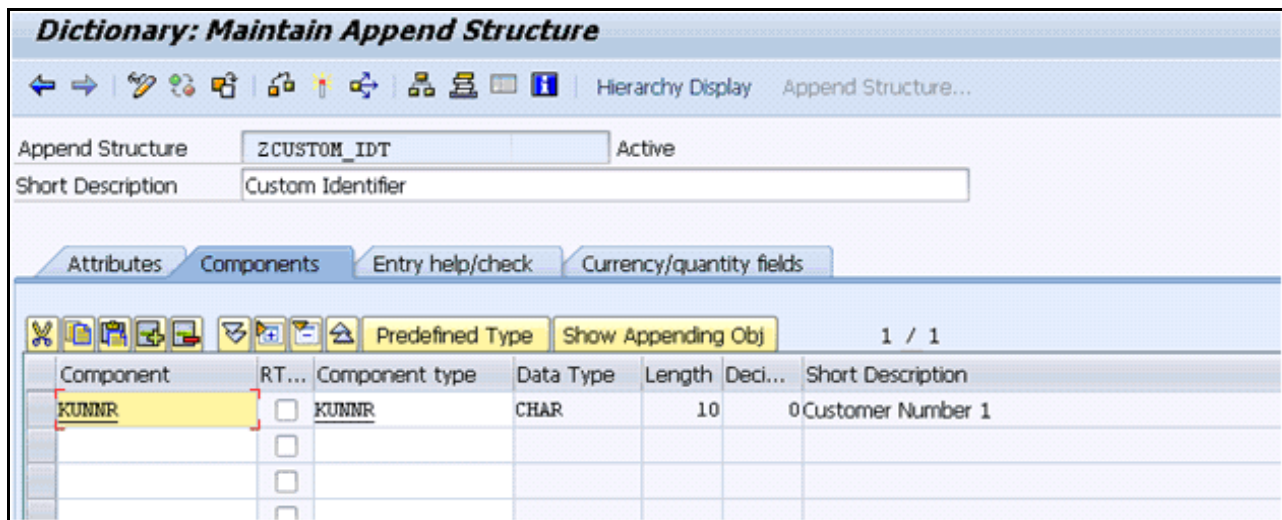 Dictionary: Maintain Append Structure
Hierarchy Display Append Structure...
Append Structure ZCUSTOM_IDT Active
Short Description Custom Identifier
Attributes Components Entry help/check Currency/quantity fields
Predefined Type Show Appending Obj 1 / 1
Component RT... Component type Data Type Length Deci... Short Description
KUNNR KUNNR CHAR 10 0 Customer Number 1